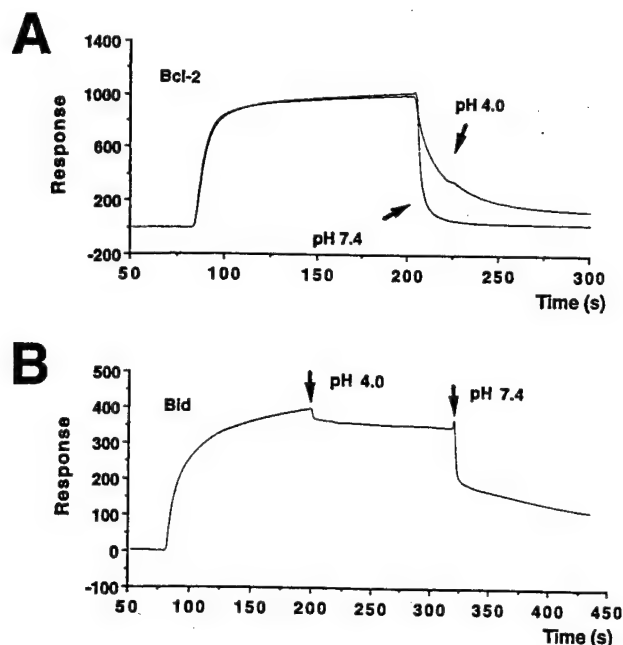 A
Bcl-2
Response
1400
1000
600
200
-200
pH 4.0
pH 7.4
50 100 150 200 250 300
Time (s)
B
Bid
Response
500
400
300
200
100
0
-100
pH 4.0
pH 7.4
50 100 150 200 250 300 350 400 450
Time (s)